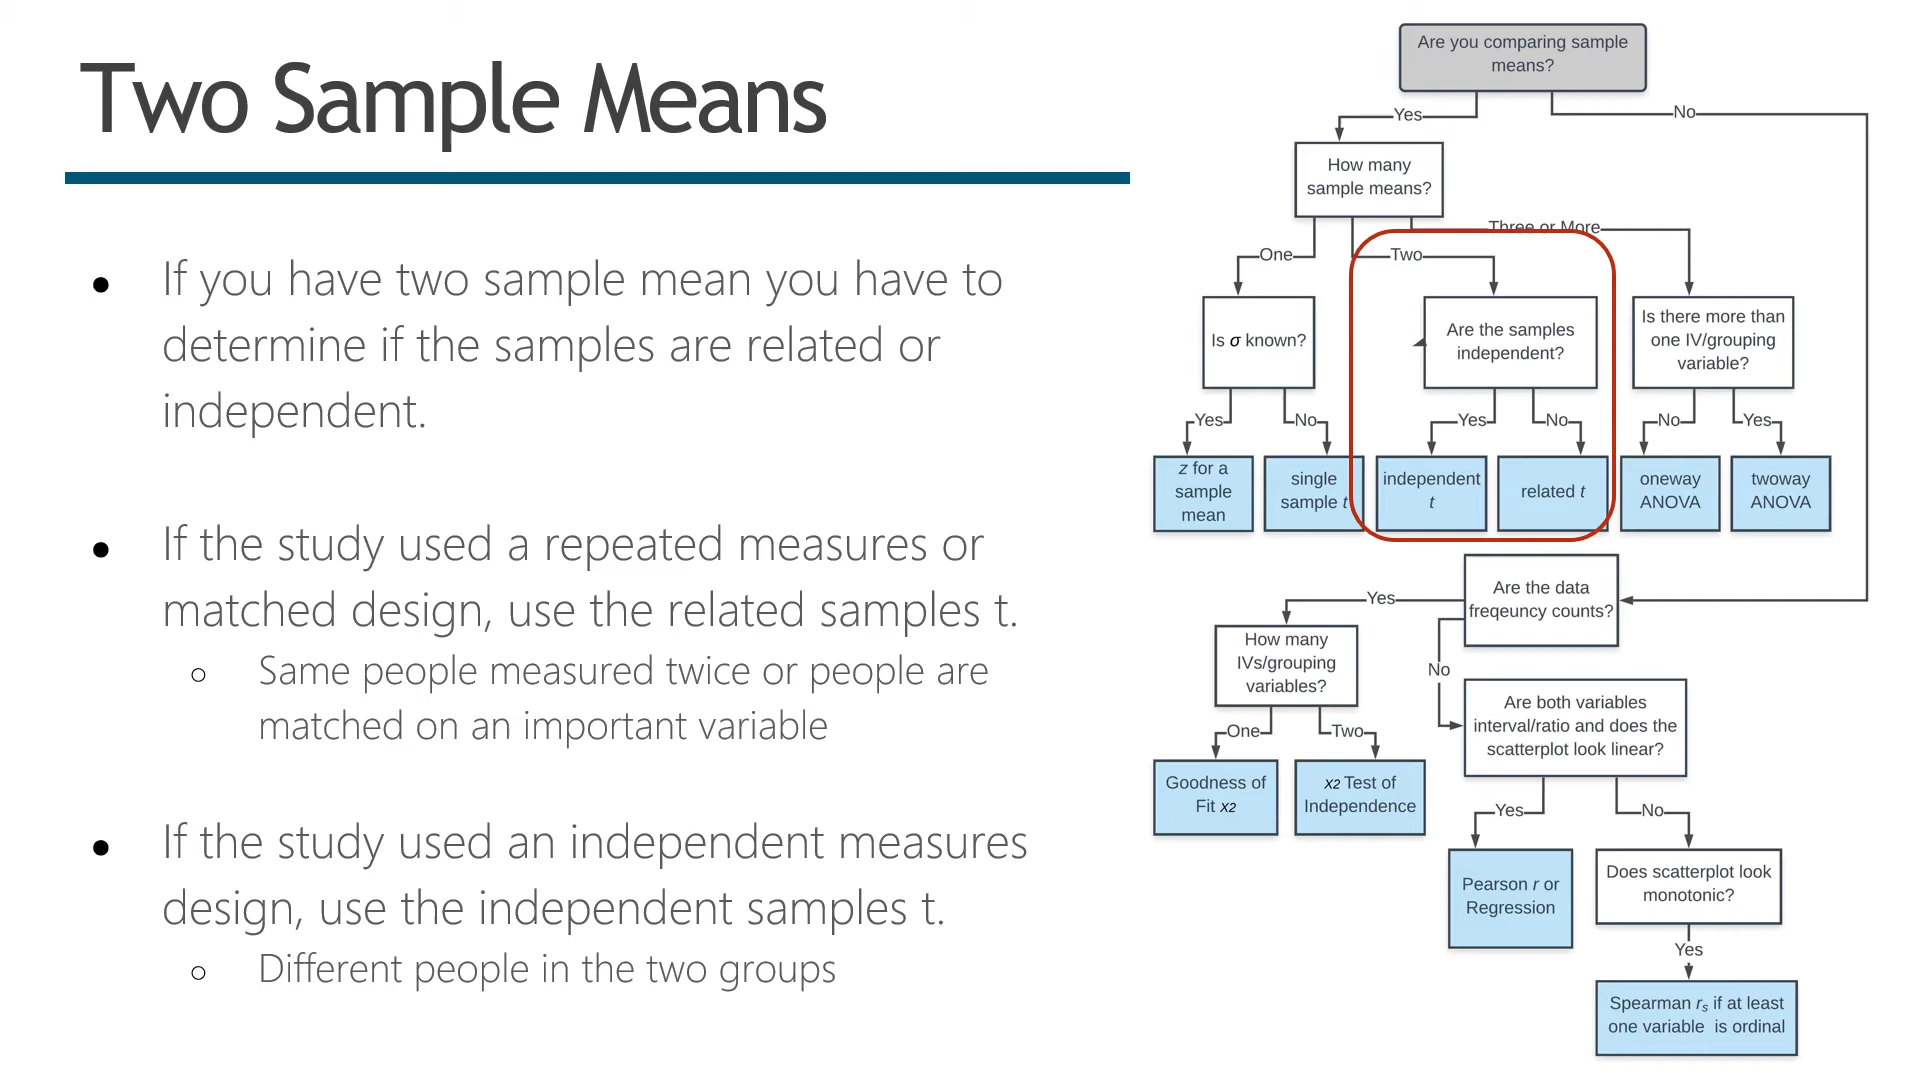 Two Sample Means
● If you have two sample mean you have to
determine if the samples are related or
independent.
● If the study used a repeated measures or
matched design, use the related samples t.
○ Same people measured twice or people are
matched on an important variable
● If the study used an independent measures
design, use the independent samples t.
○ Different people in the two groups
Are you comparing sample
means?
Yes
No
How many
sample means?
Three or More
One
Two
Is σ known?
Are the samples
independent?
Is there more than
one IV/grouping
variable?
Yes
No
Yes
No
No
Yes
z for a
sample
mean
single
sample t
independent
t
related t
oneway
ANOVA
twoway
ANOVA
Are the data
freqeuncy counts?
Yes
No
How many
IVs/grouping
variables?
Are both variables
interval/ratio and does the
scatterplot look linear?
One
Two
Goodness of
Fit x2
x2 Test of
Independence
Yes
No
Pearson r or
Regression
Does scatterplot look
monotonic?
Yes
Spearman rs if at least
one variable is ordinal